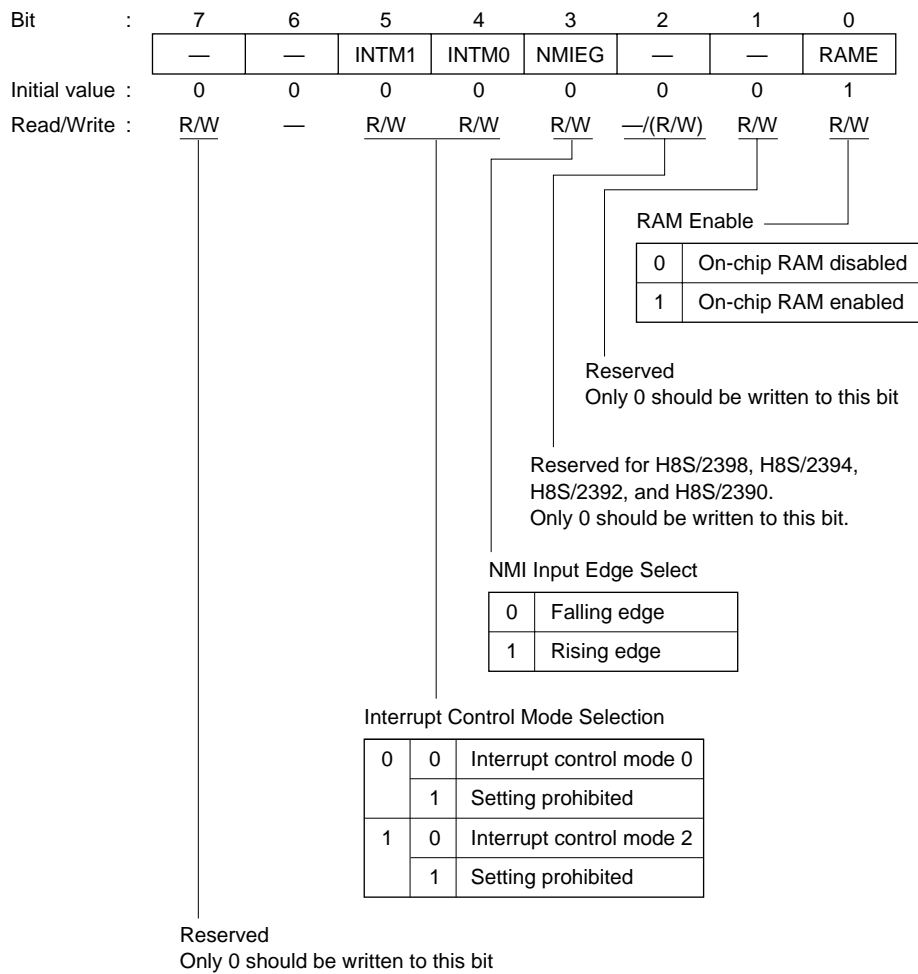 Bit : 7 6 5 4 3 2 1 0
— — INTM1 INTM0 NMIEG — — RAME
Initial value : 0 0 0 0 0 0 0 1
Read/Write : R/W — R/W R/W R/W —/(R/W) R/W R/W
RAM Enable
0 On-chip RAM disabled
1 On-chip RAM enabled
Reserved
Only 0 should be written to this bit
Reserved for H8S/2398, H8S/2394,
H8S/2392, and H8S/2390.
Only 0 should be written to this bit.
NMI Input Edge Select
0 Falling edge
1 Rising edge
Interrupt Control Mode Selection
0 0 Interrupt control mode 0
1 Setting prohibited
1 0 Interrupt control mode 2
1 Setting prohibited
Reserved
Only 0 should be written to this bit